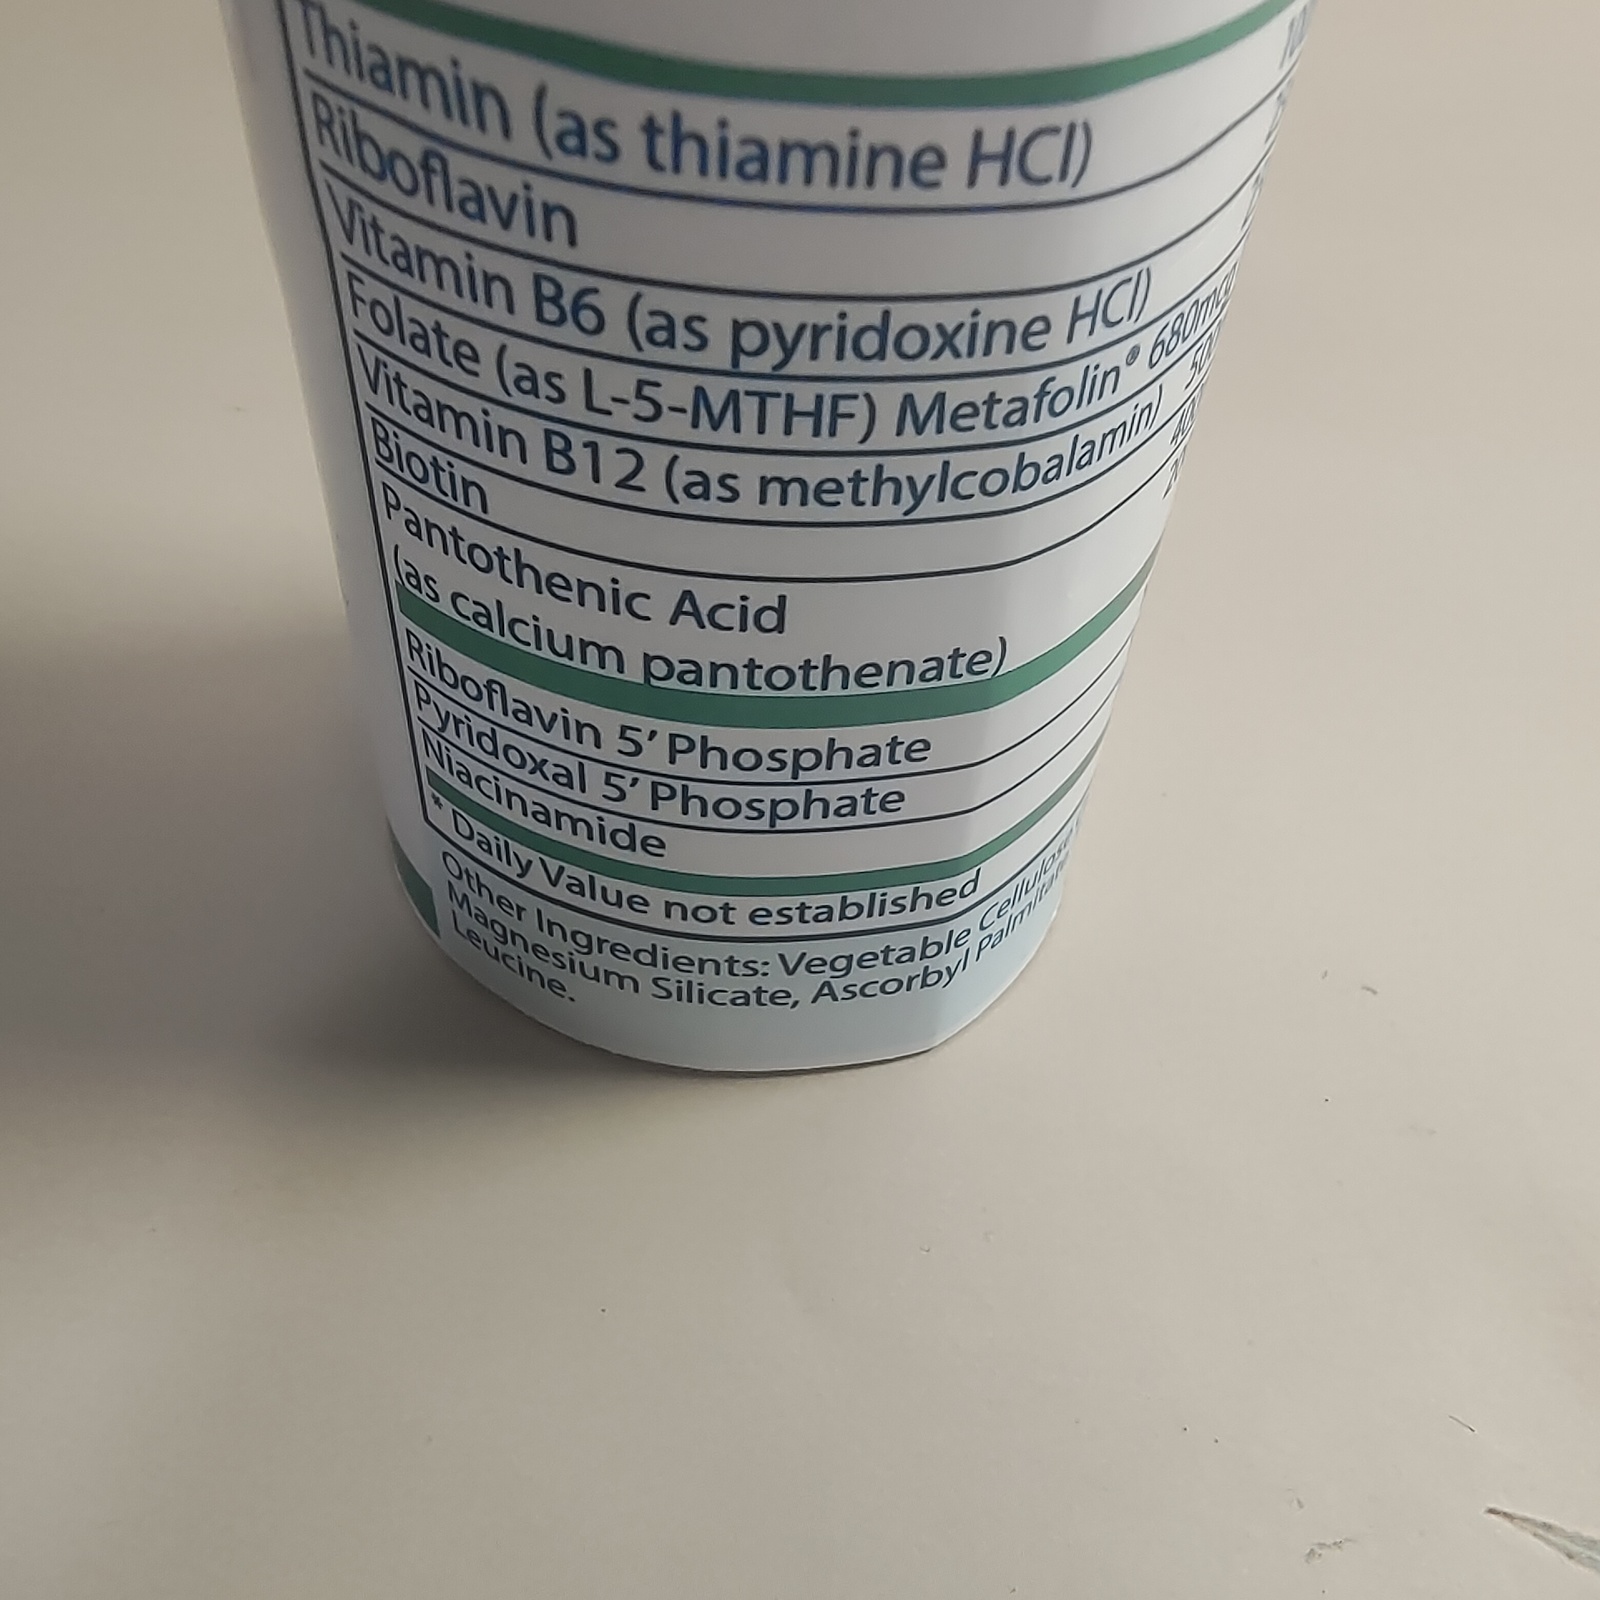 Thiamin (as thiamine HCl)
Riboflavin
Vitamin B6 (as pyridoxine HCl)
Folate (as L-5-MTHF) Metafolin® 680mcg
Vitamin B12 (as methylcobalamin)
Biotin
Pantothenic Acid
(as calcium pantothenate)
Riboflavin 5’ Phosphate
Pyridoxal 5’ Phosphate
Niacinamide
* Daily Value not established
Other Ingredients: Vegetable Cellulose
Magnesium Silicate, Ascorbyl Palmitate
Leucine.